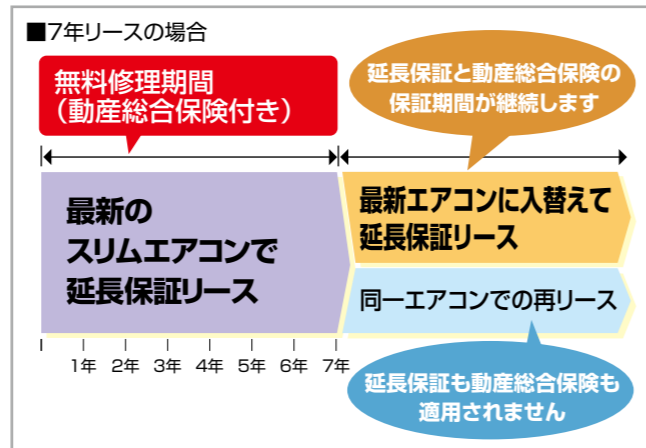 ■7年リースの場合
無料修理期間
（動産総合保険付き）
延長保証と動産総合保険の
保証期間が継続します
最新の
スリムエアコンで
延長保証リース
最新エアコンに入替えて
延長保証リース
同一エアコンでの再リース
1年 2年 3年 4年 5年 6年 7年
延長保証も動産総合保険も
適用されません